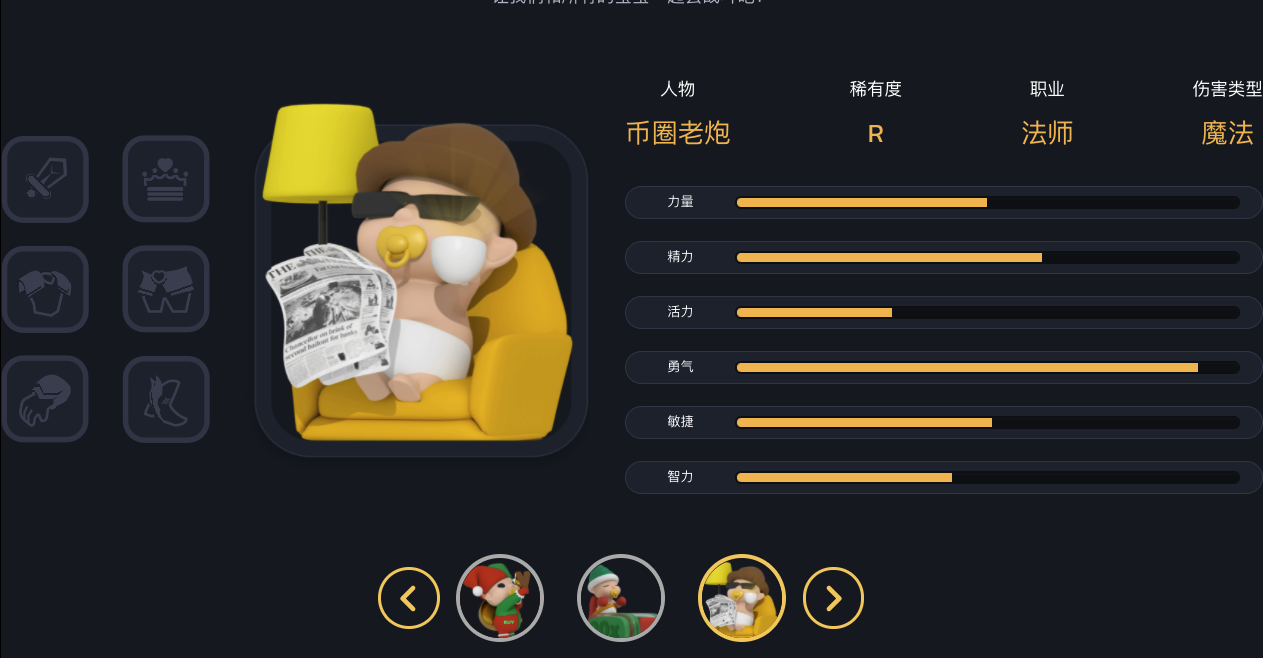 人物
稀有度
职业
伤害类型
币圈老炮
R
法师
魔法
力量
精力
活力
勇气
敏捷
智力
THE
THE
Chancellor on brink of
second bailout for banks
BUY